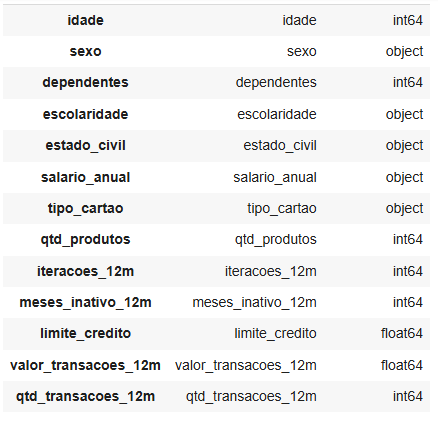 idade idade int64
sexo sexo object
dependentes dependentes int64
escolaridade escolaridade object
estado_civil estado_civil object
salario_anual salario_anual object
tipo_cartao tipo_cartao object
qtd_produtos qtd_produtos int64
iteracoes_12m iteracoes_12m int64
meses_inativo_12m meses_inativo_12m int64
limite_credito limite_credito float64
valor_transacoes_12m valor_transacoes_12m float64
qtd_transacoes_12m qtd_transacoes_12m int64